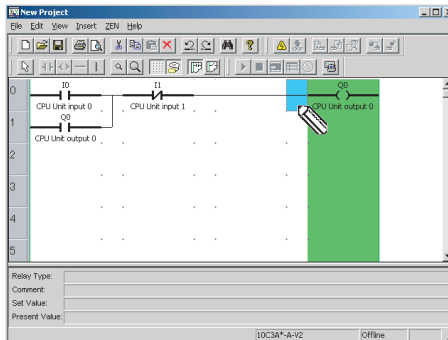 New Project
File Edit View Insert ZEN Help
0
I0
I1
Q0
CPU Unit input 0
CPU Unit input 1
CPU Unit output 0
1
Q0
CPU Unit output 0
2
3
4
5
Relay Type:
Comment:
Set Value:
Present Value:
10C3A*-A-V2
Offline